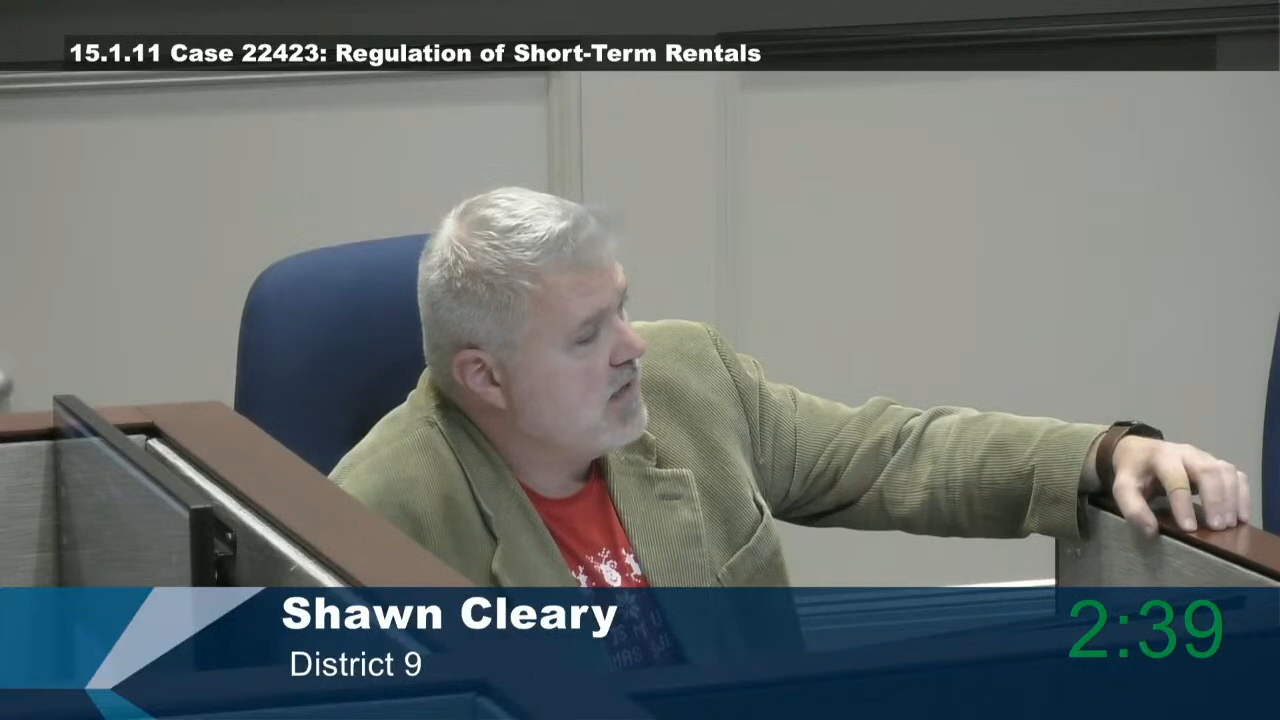 15.1.11 Case 22423: Regulation of Short-Term Rentals
Shawn Cleary
District 9
2:39